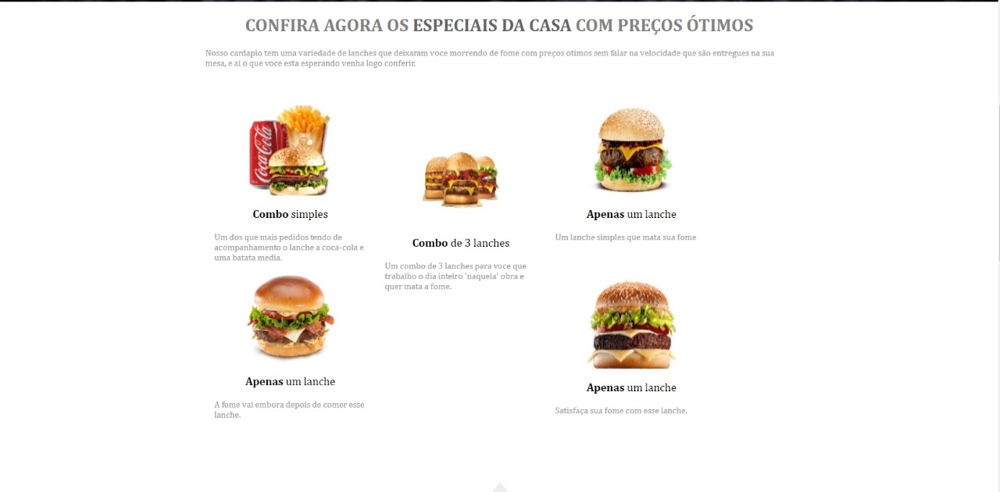 CONFIRA AGORA OS ESPECIAIS DA CASA COM PREÇOS ÓTIMOS
Nosso cardapio tem uma variedade de lanches que deixaram voce morrendo de fome com preços otimos sem falar na velocidade que são entregues na sua
mesa, e ai o que voce esta esperando venha logo conferir.
Coca-Cola
Combo simples
Um dos que mais pedidos tendo de
acompanhamento o lanche a coca-cola e
uma batata media.
Combo de 3 lanches
Um combo de 3 lanches para voce que
trabalho o dia inteiro 'naquela' obra e
quer mata a fome.
Apenas um lanche
Um lanche simples que mata sua fome
Apenas um lanche
A fome vai embora depois de comer esse
lanche.
Apenas um lanche
Satisfaça sua fome com esse lanche.